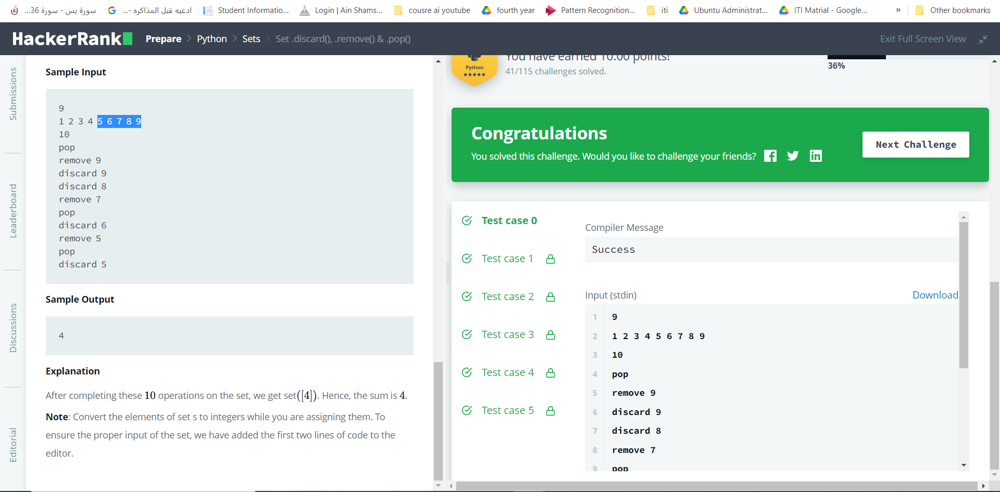 سورة يس - سورة 36...
ادعيه قبل المذاكره -...
Student Informatio...
Login | Ain Shams...
cousre ai youtube
fourth year
Pattern Recognition...
iti
Ubuntu Administrat...
ITI Matrial - Google...
»
Other bookmarks
HackerRank
Prepare > Python > Sets > Set .discard(), .remove() & .pop()
Exit Full Screen View
Submissions
Leaderboard
Discussions
Editorial
Sample Input
9
1 2 3 4 5 6 7 8 9
10
pop
remove 9
discard 9
discard 8
remove 7
pop
discard 6
remove 5
pop
discard 5
Sample Output
4
Explanation
After completing these 10 operations on the set, we get set([4]). Hence, the sum is 4.
Note: Convert the elements of set s to integers while you are assigning them. To
ensure the proper input of the set, we have added the first two lines of code to the
editor.
Python
You have earned 10.00 points!
41/115 challenges solved.
36%
Congratulations
You solved this challenge. Would you like to challenge your friends?
Next Challenge
Test case 0
Test case 1
Test case 2
Test case 3
Test case 4
Test case 5
Compiler Message
Success
Input (stdin)
Download
1 9
2 1 2 3 4 5 6 7 8 9
3 10
4 pop
5 remove 9
6 discard 9
7 discard 8
8 remove 7
9 pop